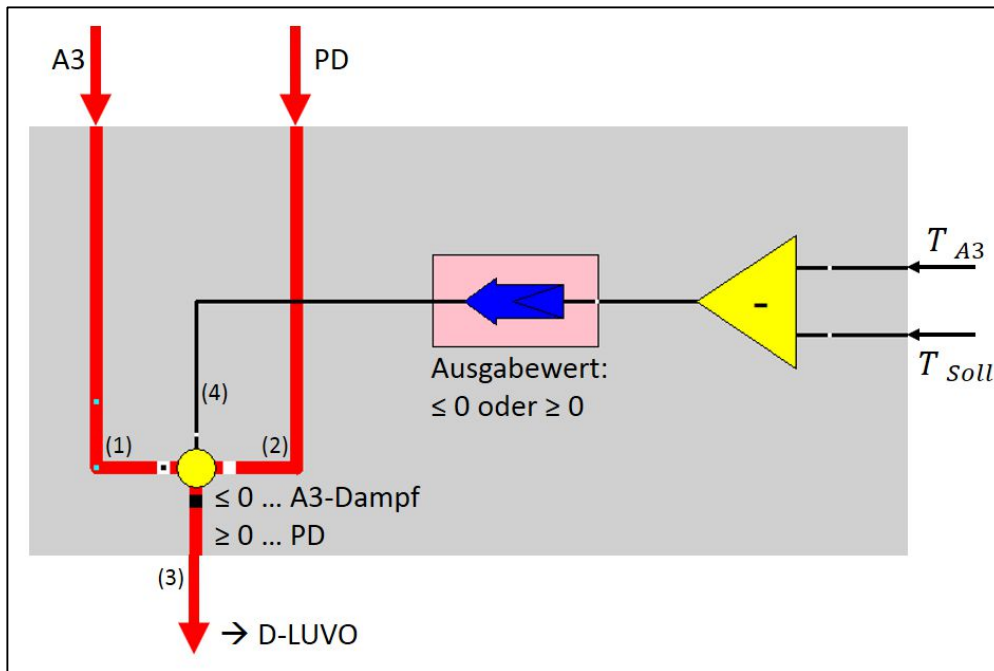 A3
PD
T A3
-
T Soll
Ausgabewert:
≤ 0 oder ≥ 0
(4)
(1)
(2)
≤ 0 ... A3-Dampf
≥ 0 ... PD
(3)
→ D-LUVO